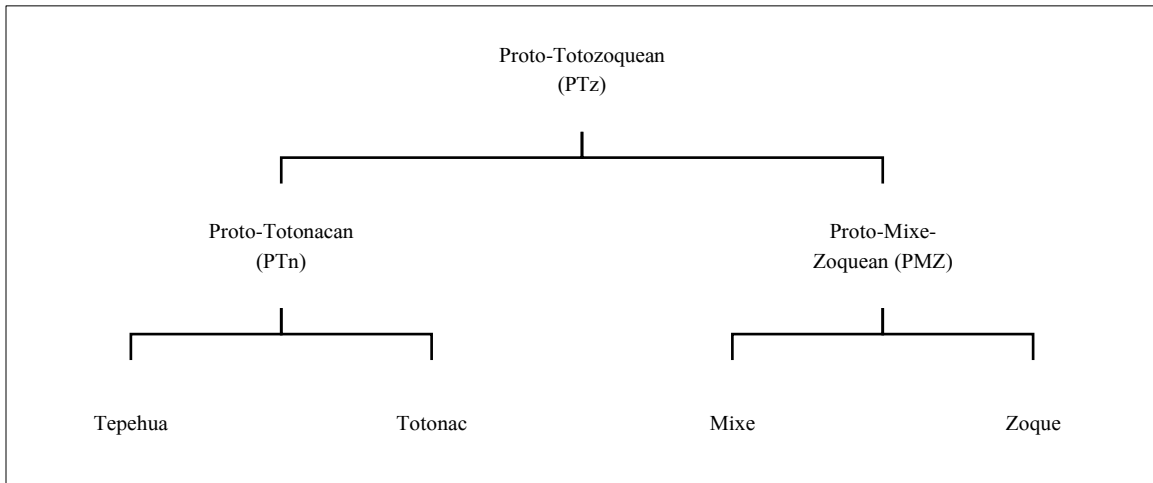 Proto-Totozoquean
(PTz)
Proto-Totonacan
(PTn)
Proto-Mixe-
Zoquean (PMZ)
Tepehua
Totonac
Mixe
Zoque